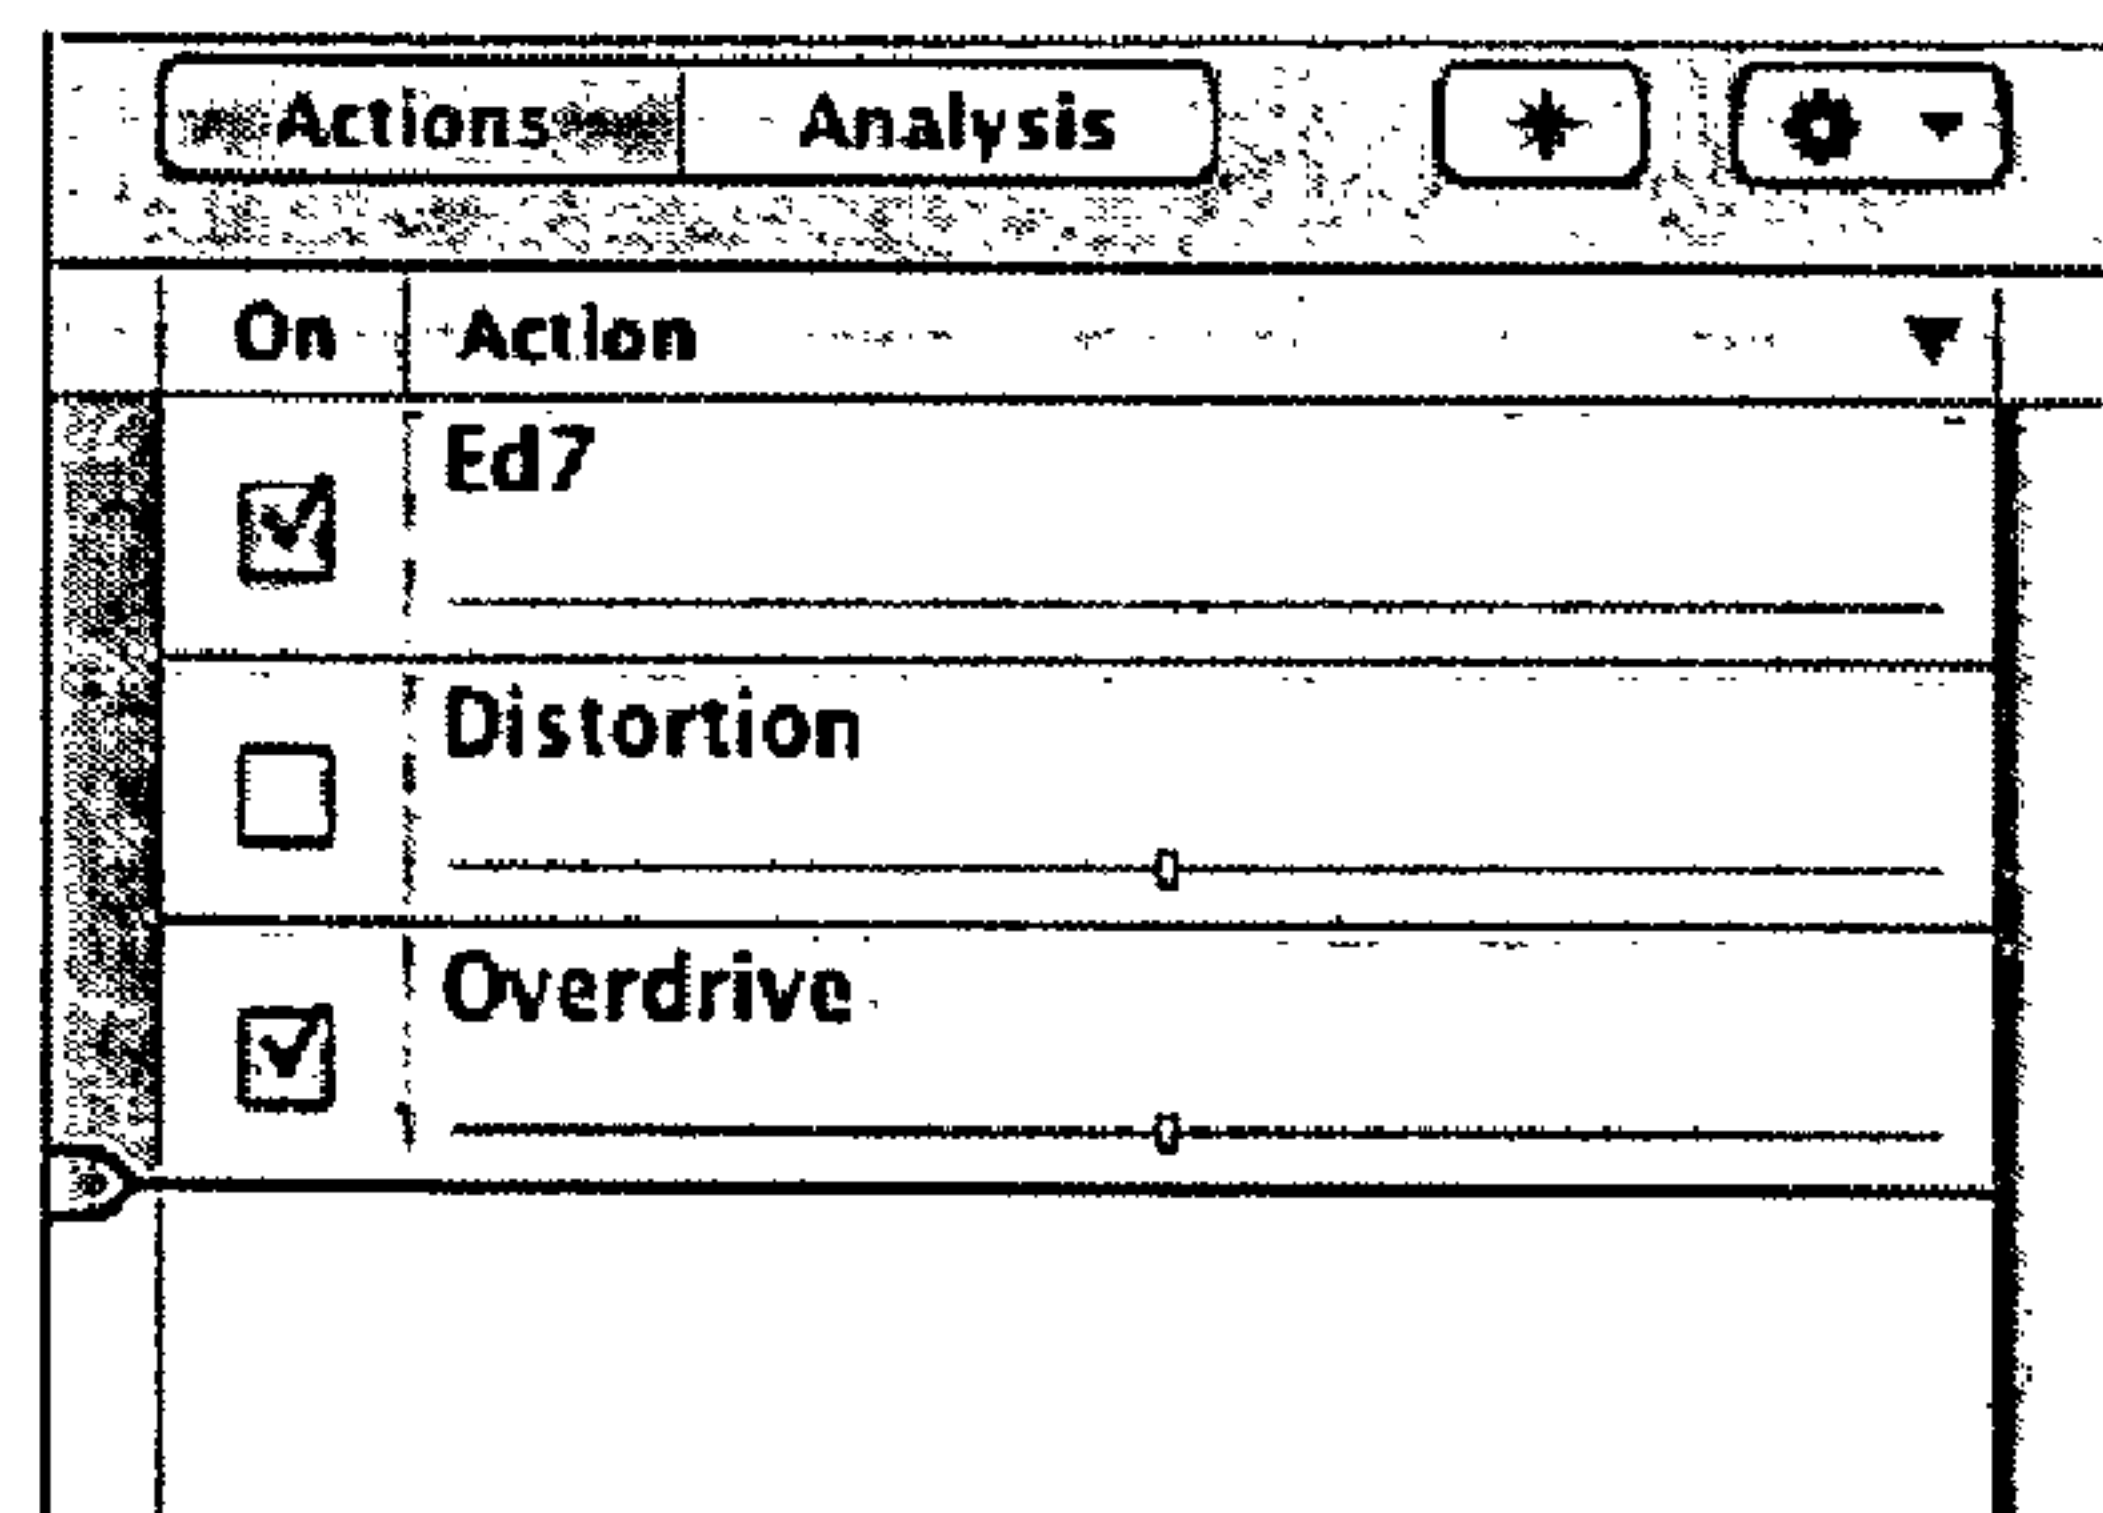 Actions Analysis
On Action
Ed7
Distortion
Overdrive